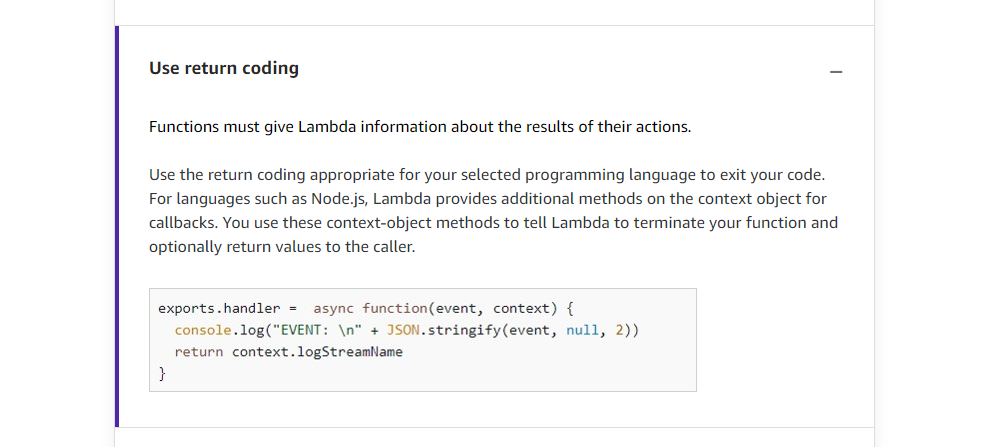 Use return coding
Functions must give Lambda information about the results of their actions.
Use the return coding appropriate for your selected programming language to exit your code.
For languages such as Node.js, Lambda provides additional methods on the context object for
callbacks. You use these context-object methods to tell Lambda to terminate your function and
optionally return values to the caller.
exports.handler =  async function(event, context) {
  console.log("EVENT: \n" + JSON.stringify(event, null, 2))
  return context.logStreamName
}